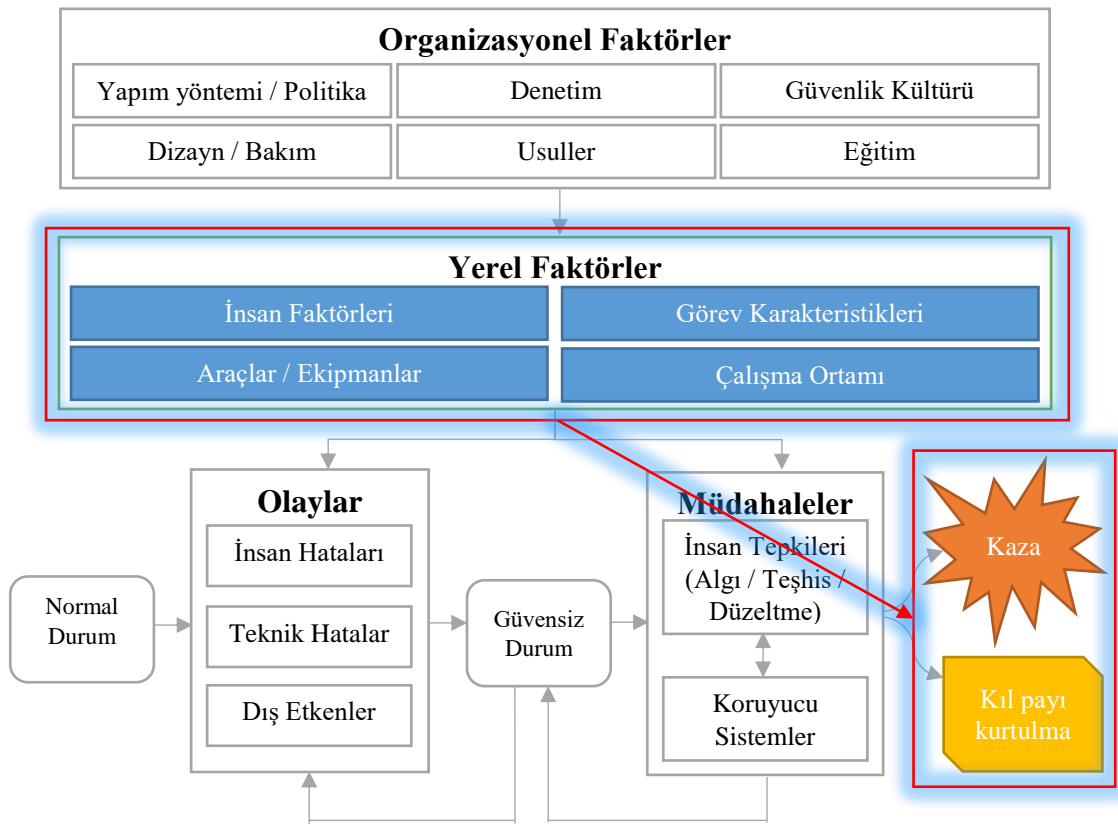 Organizasyonel Faktörler
Yapım yöntemi / Politika
Denetim
Güvenlik Kültürü
Dizayn / Bakım
Usuller
Eğitim
Yerel Faktörler
İnsan Faktörleri
Görev Karakteristikleri
Araçlar / Ekipmanlar
Çalışma Ortamı
Normal
Durum
Olaylar
İnsan Hataları
Teknik Hatalar
Dış Etkenler
Güvensiz
Durum
Müdahaleler
İnsan Tepkileri
(Algı / Teşhis /
Düzeltme)
Koruyucu
Sistemler
Kaza
Kıl payı
kurtulma